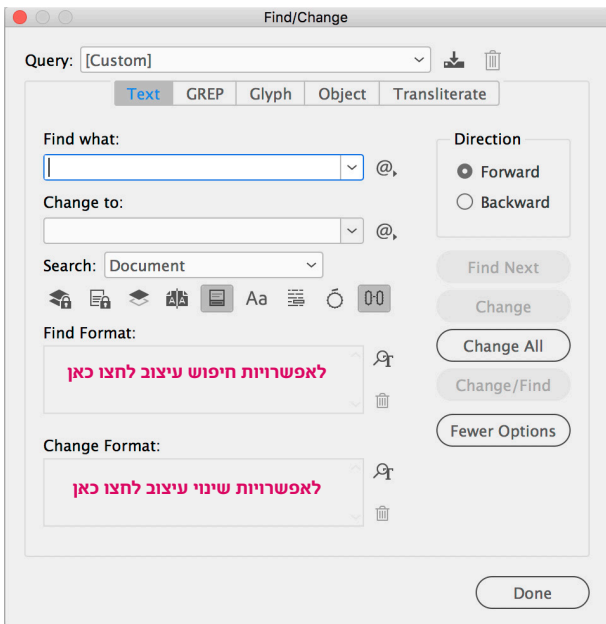 Find/Change
Query: [Custom]
Text GREP Glyph Object Transliterate
Find what:
@
Change to:
@
Search: Document
Aa
Find Format:
לאפשרויות חיפוש עיצוב לחצו כאן
Change Format:
לאפשרויות שינוי עיצוב לחצו כאן
Direction
Forward
Backward
Find Next
Change
Change All
Change/Find
Fewer Options
Done